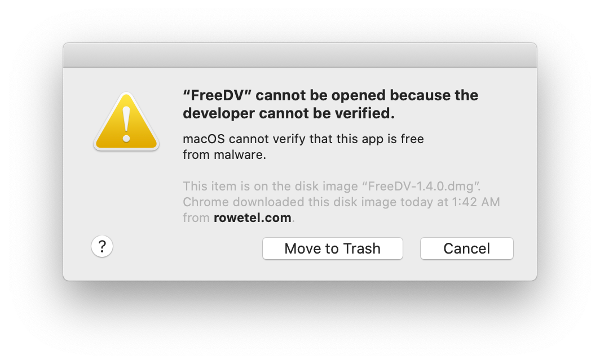 “FreeDV” cannot be opened because the
developer cannot be verified.
macOS cannot verify that this app is free
from malware.
This item is on the disk image “FreeDV-1.4.0.dmg”.
Chrome downloaded this disk image today at 1:42 AM
from rowetel.com.
?
Move to Trash
Cancel